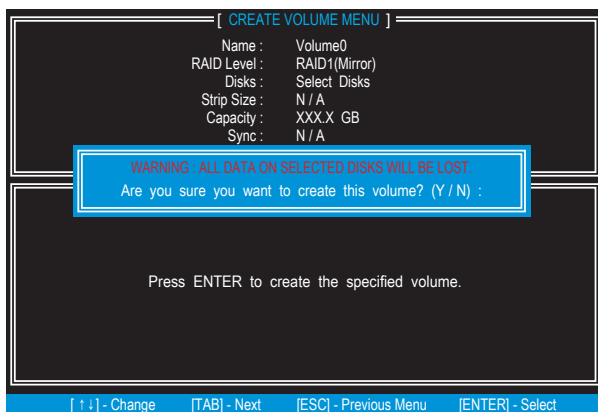 [ CREATE VOLUME MENU ]
Name : Volume0
RAID Level : RAID1(Mirror)
Disks : Select Disks
Strip Size : N / A
Capacity : XXX.X GB
Sync : N / A
WARNING : ALL DATA ON SELECTED DISKS WILL BE LOST.
Are you sure you want to create this volume? (Y / N) :
Press ENTER to create the specified volume.
[ ↑↓] - Change [TAB] - Next [ESC] - Previous Menu [ENTER] - Select